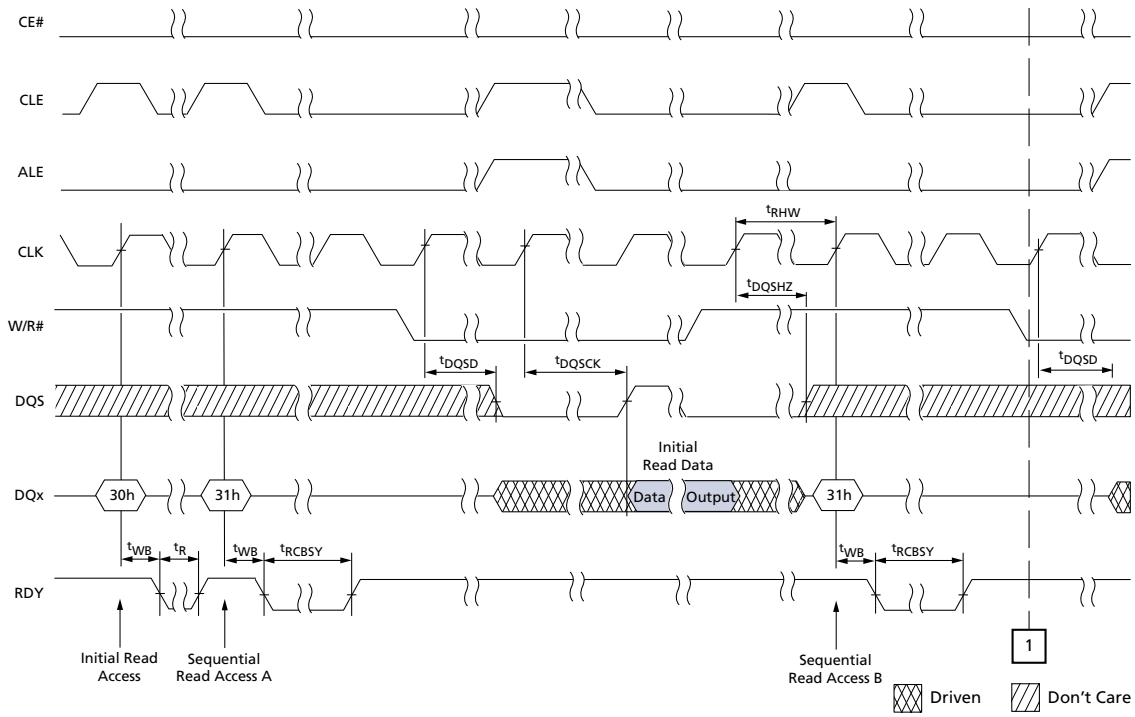 CE#
CLE
ALE
CLK
tRHW
tDQSHZ
W/R#
tDQSD
tDQSCK
tDQSD
DQS
Initial
Read Data
DQx
30h
31h
Data
Output
31h
tWB
tR
tWB
tRCBSY
tWB
tRCBSY
RDY
Initial Read
Access
Sequential
Read Access A
Sequential
Read Access B
1
Driven
Don't Care